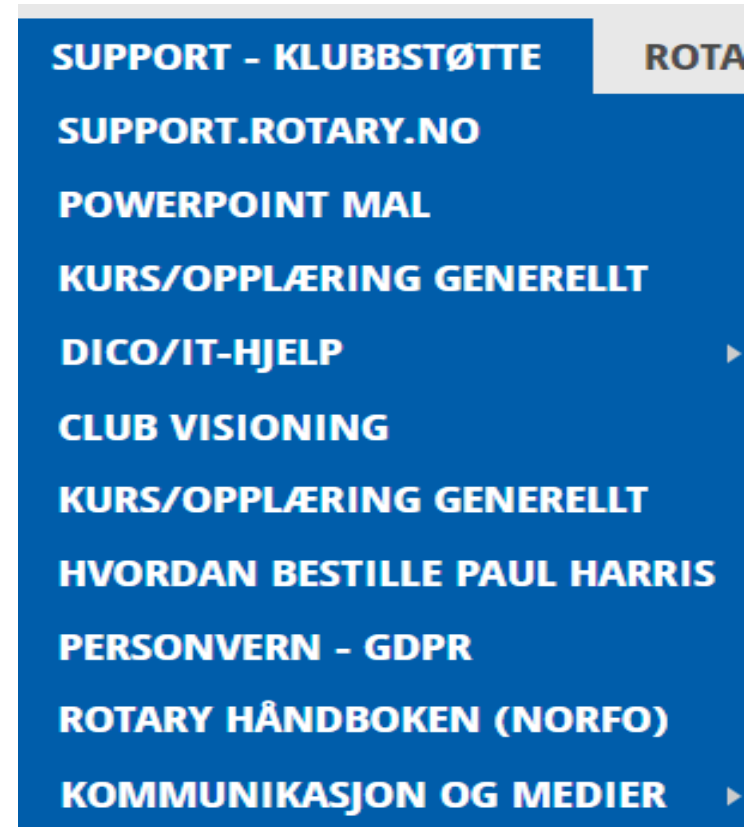 SUPPORT - KLUBBSTØTTE ROTA
SUPPORT.ROTARY.NO
POWERPOINT MAL
KURS/OPPLÆRING GENERELLT
DICO/IT-HJELP
CLUB VISIONING
KURS/OPPLÆRING GENERELLT
HVORDAN BESTILLE PAUL HARRIS
PERSONVERN - GDPR
ROTARY HÅNDBOKEN (NORFO)
KOMMUNIKASJON OG MEDIER